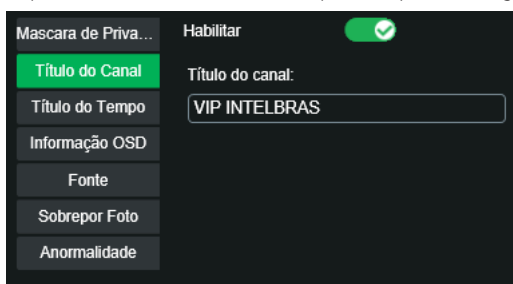 Mascara de Priva...
Habilitar
Título do Canal
Título do canal:
Título do Tempo
VIP INTELBRAS
Informação OSD
Fonte
Sobrepor Foto
Anormalidade